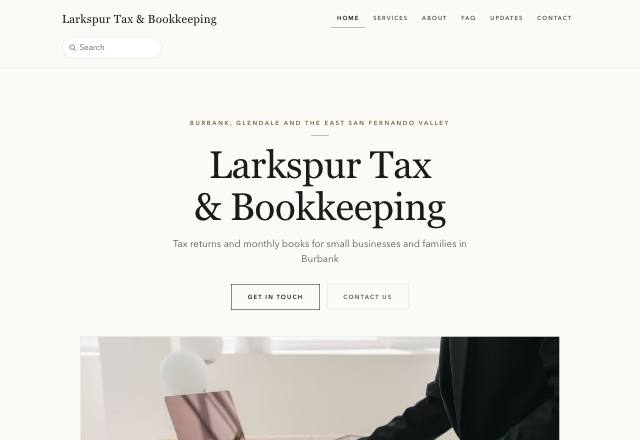 Larkspur Tax & Bookkeeping
HOME SERVICES ABOUT FAQ UPDATES CONTACT
Search
BURBANK, GLENDALE AND THE EAST SAN FERNANDO VALLEY
Larkspur Tax
& Bookkeeping
Tax returns and monthly books for small businesses and families in
Burbank
GET IN TOUCH CONTACT US